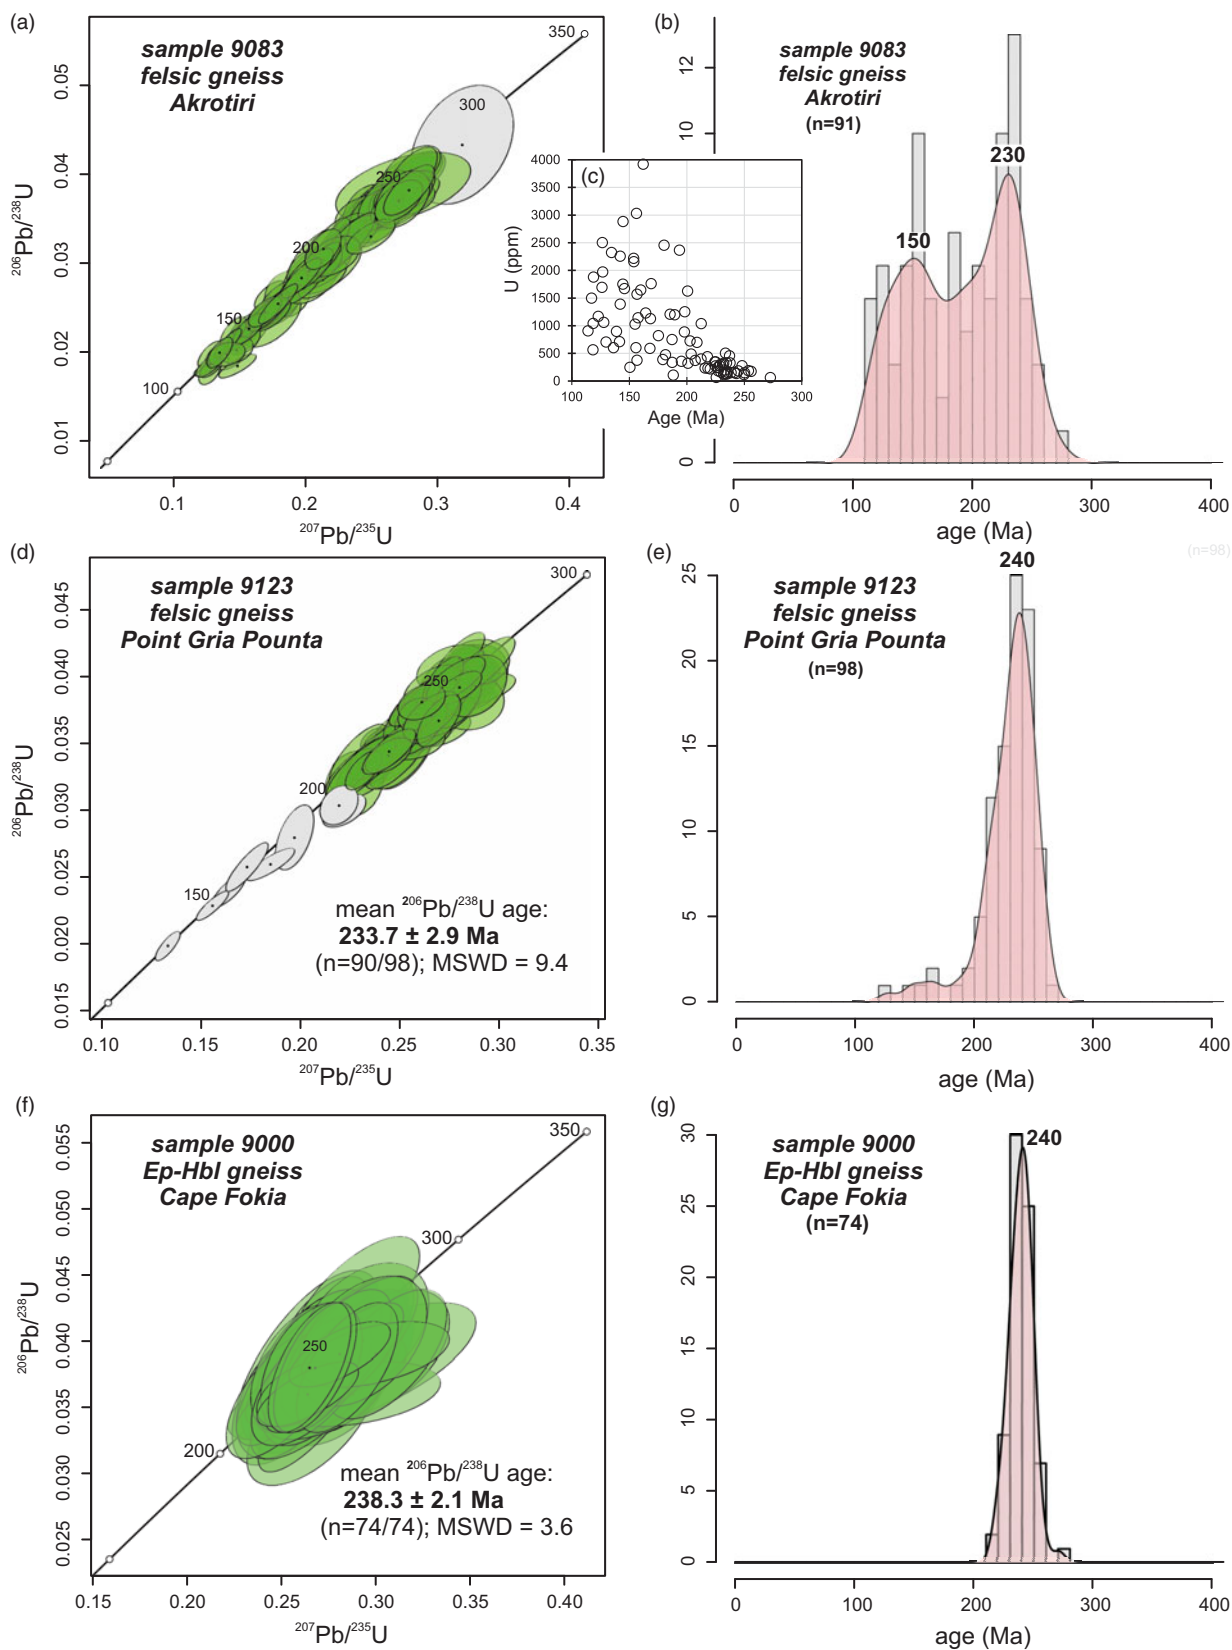 (a)
sample 9083
felsic gneiss
Akrotiri
350
300
250
200
150
100
0.05
0.04
0.03
0.02
0.01
206Pb/238U
0.1
0.2
0.3
0.4
207Pb/235U
(b)
sample 9083
felsic gneiss
Akrotiri
(n=91)
12
10
0
150
230
0
100
200
300
400
age (Ma)
(c)
4000
3500
3000
2500
2000
1500
1000
500
0
U (ppm)
100
150
200
250
300
Age (Ma)
(d)
sample 9123
felsic gneiss
Point Gria Pounta
300
250
200
150
0.045
0.040
0.035
0.030
0.025
0.020
0.015
206Pb/238U
mean 206Pb/238U age:
233.7 ± 2.9 Ma
(n=90/98); MSWD = 9.4
0.10
0.15
0.20
0.25
0.30
0.35
207Pb/235U
(e)
(n=98)
240
sample 9123
felsic gneiss
Point Gria Pounta
(n=98)
25
20
15
10
5
0
0
100
200
300
400
age (Ma)
(f)
sample 9000
Ep-Hbl gneiss
Cape Fokia
350
300
250
200
0.055
0.050
0.045
0.040
0.035
0.030
0.025
206Pb/238U
mean 206Pb/238U age:
238.3 ± 2.1 Ma
(n=74/74); MSWD = 3.6
0.15
0.20
0.25
0.30
0.35
0.40
207Pb/235U
(g)
240
sample 9000
Ep-Hbl gneiss
Cape Fokia
(n=74)
30
25
20
15
10
5
0
0
100
200
300
400
age (Ma)